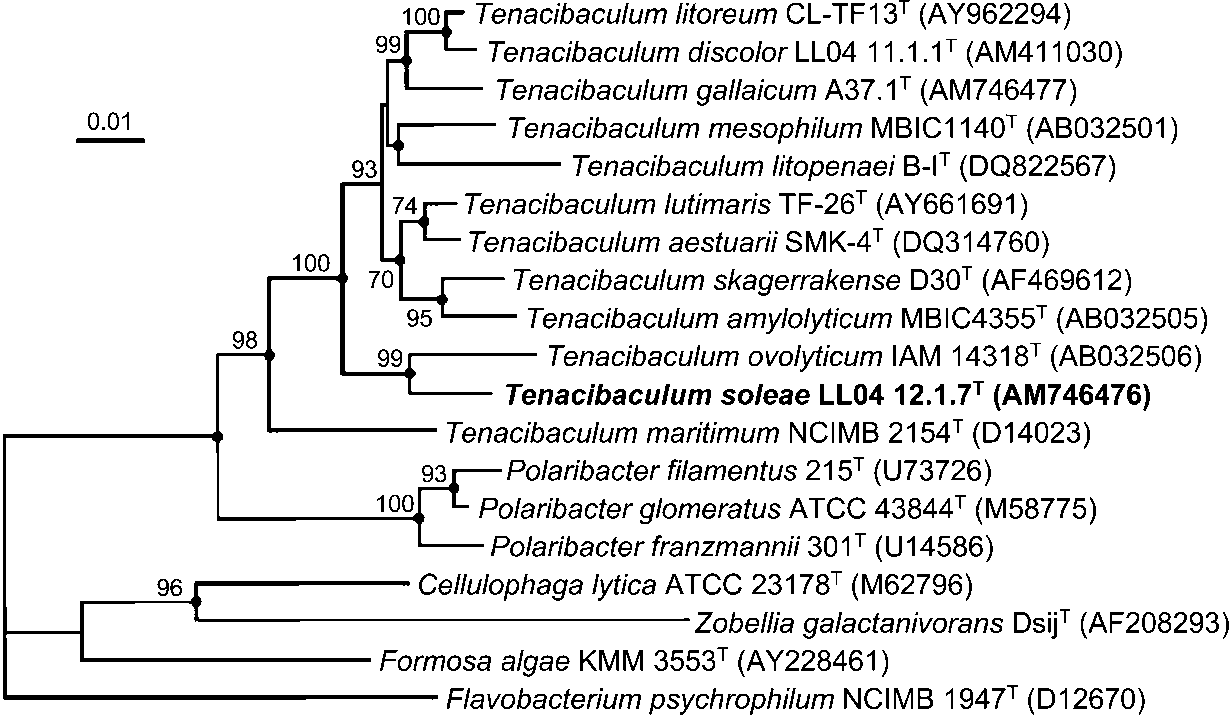 100 Tenacibaculum litoreum CL-TF13ᵀ (AY962294)
99
Tenacibaculum discolor LL04 11.1.1ᵀ (AM411030)
Tenacibaculum gallaicum A37.1ᵀ (AM746477)
0.01
Tenacibaculum mesophilum MBIC1140ᵀ (AB032501)
93 Tenacibaculum litopenaei B-Iᵀ (DQ822567)
74 Tenacibaculum lutimaris TF-26ᵀ (AY661691)
Tenacibaculum aestuarii SMK-4ᵀ (DQ314760)
100
70 Tenacibaculum skagerrakense D30ᵀ (AF469612)
95 Tenacibaculum amylolyticum MBIC4355ᵀ (AB032505)
98
99 Tenacibaculum ovolyticum IAM 14318ᵀ (AB032506)
Tenacibaculum soleae LL04 12.1.7ᵀ (AM746476)
Tenacibaculum maritimum NCIMB 2154ᵀ (D14023)
93 Polaribacter filamentus 215ᵀ (U73726)
100 Polaribacter glomeratus ATCC 43844ᵀ (M58775)
Polaribacter franzmannii 301ᵀ (U14586)
96 Cellulophaga lytica ATCC 23178ᵀ (M62796)
Zobellia galactanivorans Dsijᵀ (AF208293)
Formosa algae KMM 3553ᵀ (AY228461)
Flavobacterium psychrophilum NCIMB 1947ᵀ (D12670)